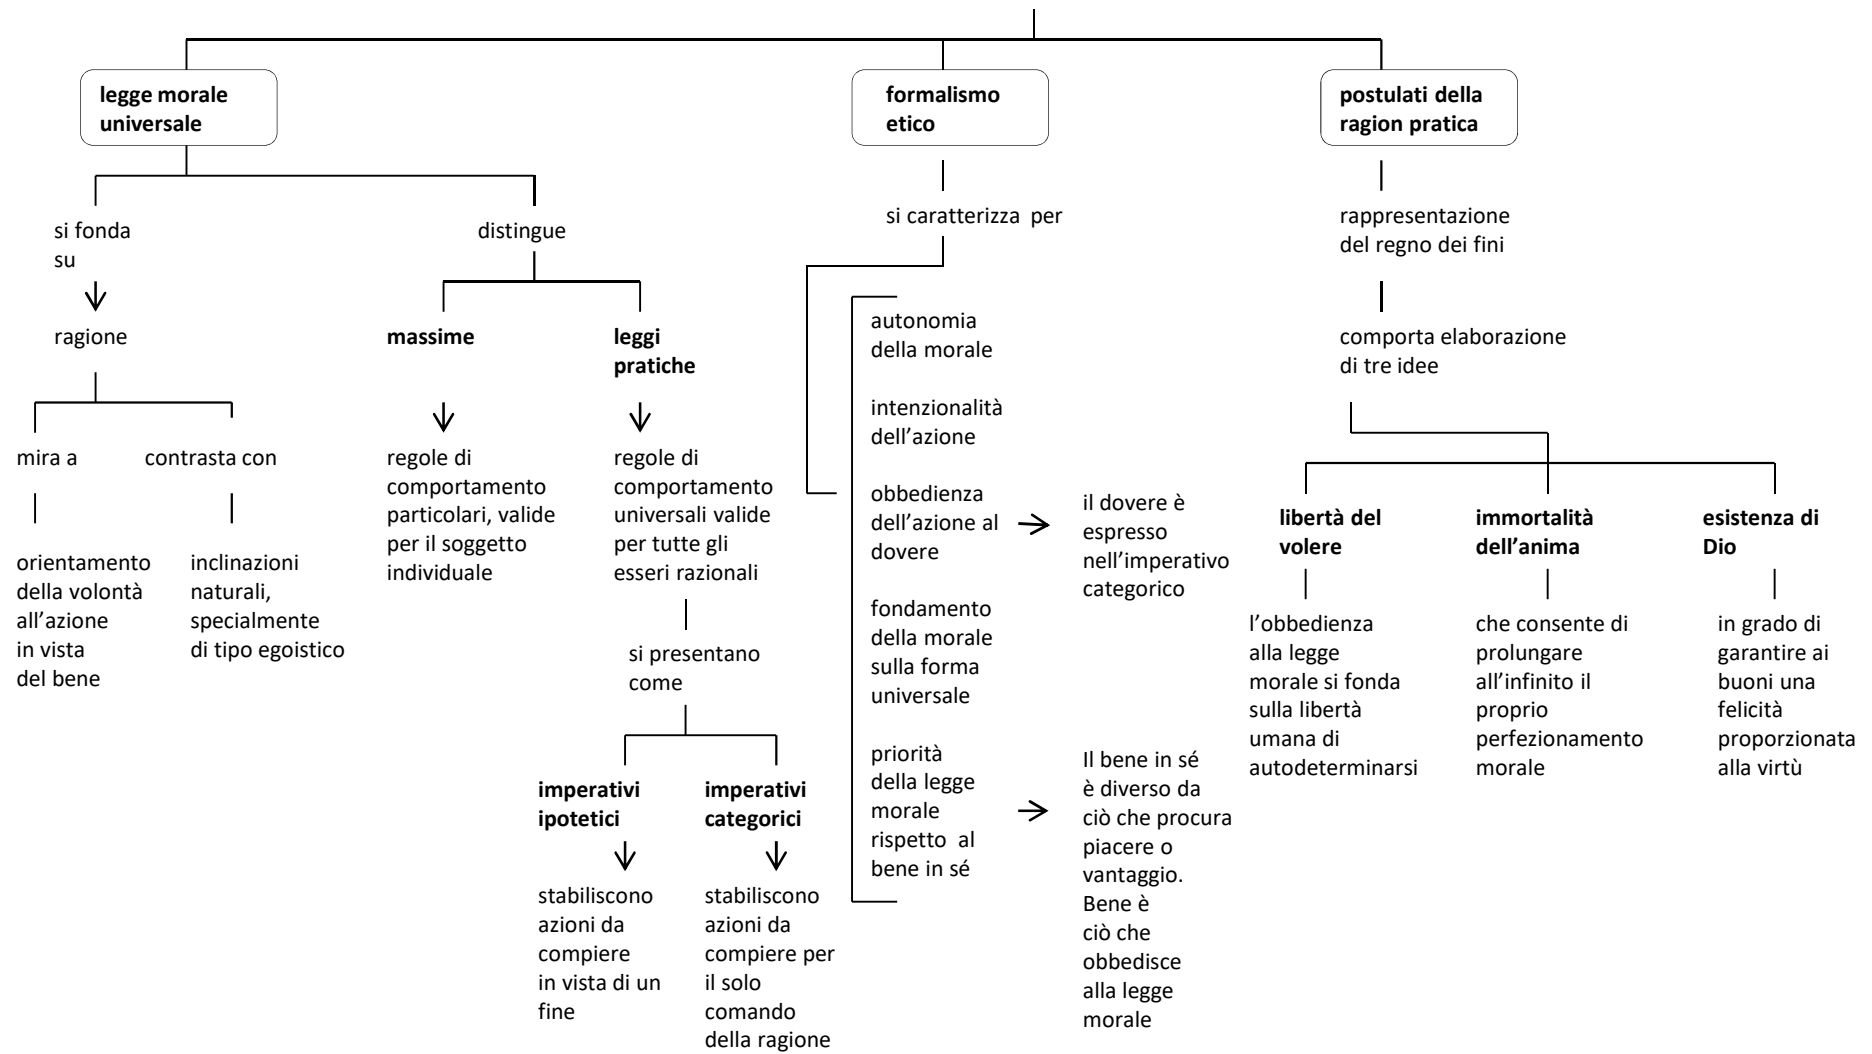 legge morale
universale
si fonda
su
ragione
mira a
orientamento
della volontà
all'azione
in vista
del bene
contrasta con
inclinazioni
naturali,
specialmente
di tipo egoistico
distingue
massime
regole di
comportamento
particolari, valide
per il soggetto
individuale
leggi
pratiche
regole di
comportamento
universali valide
per tutte gli
esseri razionali
si presentano
come
imperativi
ipotetici
stabiliscono
azioni da
compiere
in vista di un
fine
imperativi
categorici
stabiliscono
azioni da
compiere per
il solo
comando
della ragione
formalismo
etico
si caratterizza per
autonomia
della morale
intenzionalità
dell'azione
obbedienza
dell'azione al
dovere
il dovere è
espresso
nell'imperativo
categorico
fondamento
della morale
sulla forma
universale
priorità
della legge
morale
rispetto al
bene in sé
Il bene in sé
è diverso da
ciò che procura
piacere o
vantaggio.
Bene è
ciò che
obbedisce
alla legge
morale
postulati della
ragion pratica
rappresentazione
del regno dei fini
comporta elaborazione
di tre idee
libertà del
volere
l'obbedienza
alla legge
morale si fonda
sulla libertà
umana di
autodeterminarsi
immortalità
dell'anima
che consente di
prolungare
all'infinito il
proprio
perfezionamento
morale
esistenza di
Dio
in grado di
garantire ai
buoni una
felicità
proporzionata
alla virtù